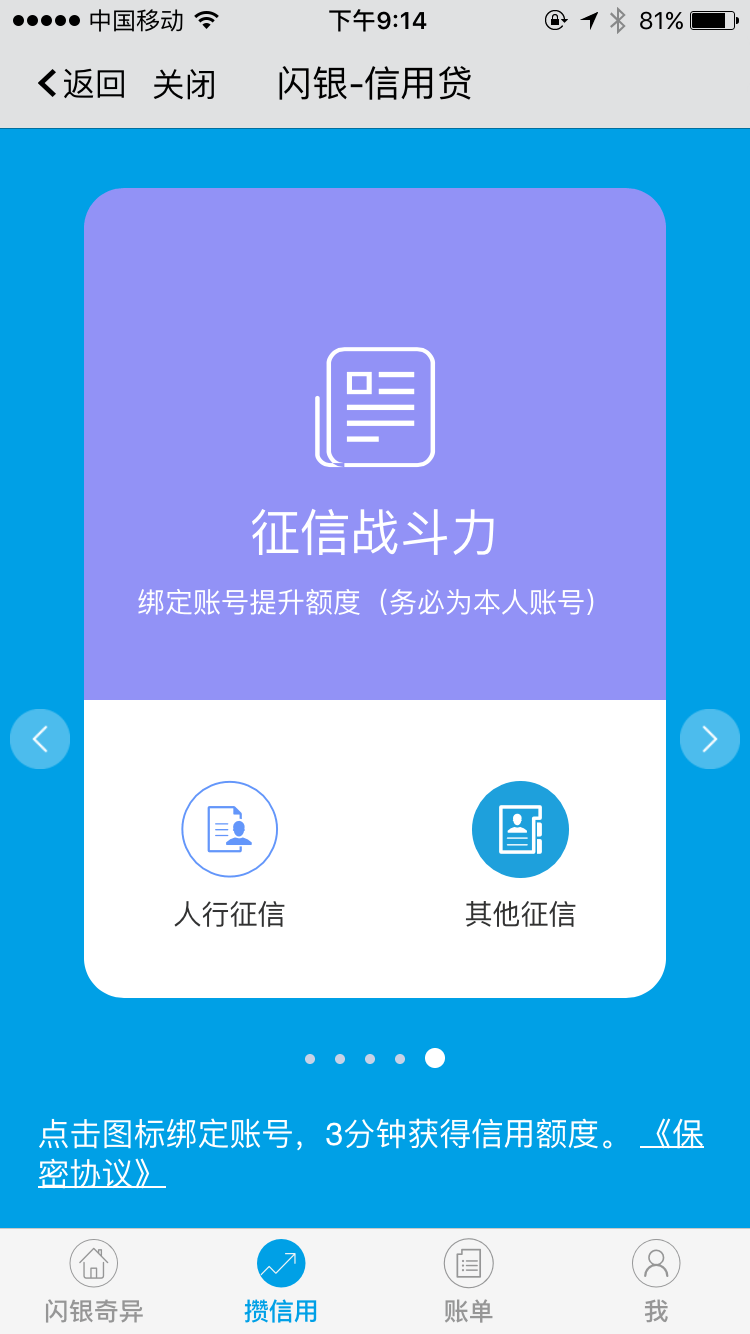 中国移动 下午9:14 81%
返回 关闭 闪银-信用贷
征信战斗力
绑定账号提升额度（务必为本人账号）
人行征信 其他征信
点击图标绑定账号，3分钟获得信用额度。《保
密协议》
闪银奇异 攒信用 账单 我